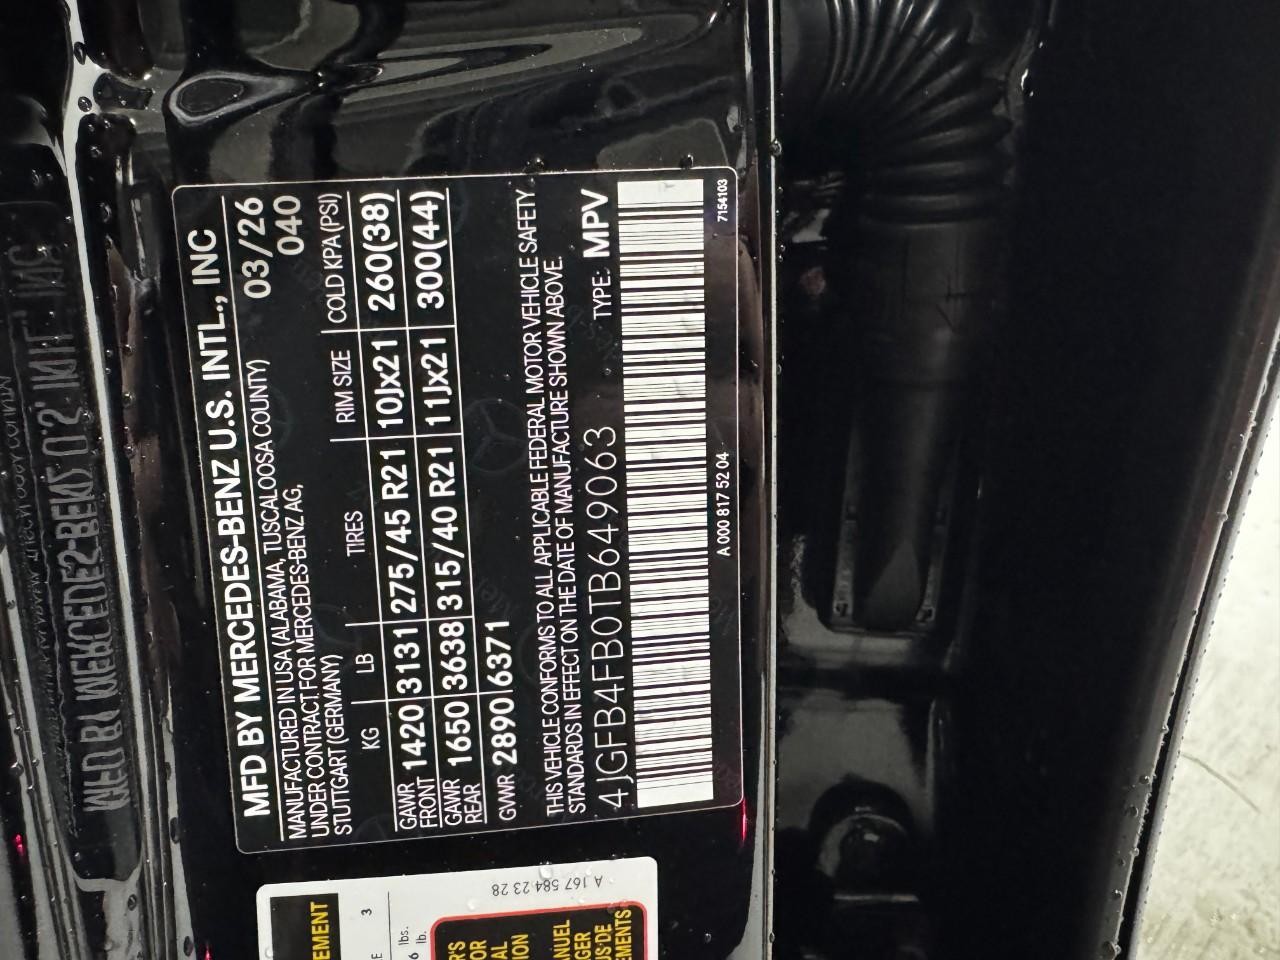 MFD BY MERCEDES-BENZ U.S. INTL., INC
MANUFACTURED IN USA (ALABAMA, TUSCALOOSA COUNTY) 03/26
UNDER CONTRACT FOR MERCEDES-BENZ AG, 040
STUTTGART (GERMANY)
KG LB TIRES RIM SIZE COLD KPA (PSI)
GAWR FRONT 1420 3131 275/45 R21 10Jx21 260(38)
GAWR REAR 1650 3638 315/40 R21 11Jx21 300(44)
GVWR 2890 6371
THIS VEHICLE CONFORMS TO ALL APPLICABLE FEDERAL MOTOR VEHICLE SAFETY
STANDARDS IN EFFECT ON THE DATE OF MANUFACTURE SHOWN ABOVE.
4JGFB4FB0TB649063 TYPE: MPV
A 000 817 52 04 7154103
A 167 584 23 28
3
lbs.
6 lb.